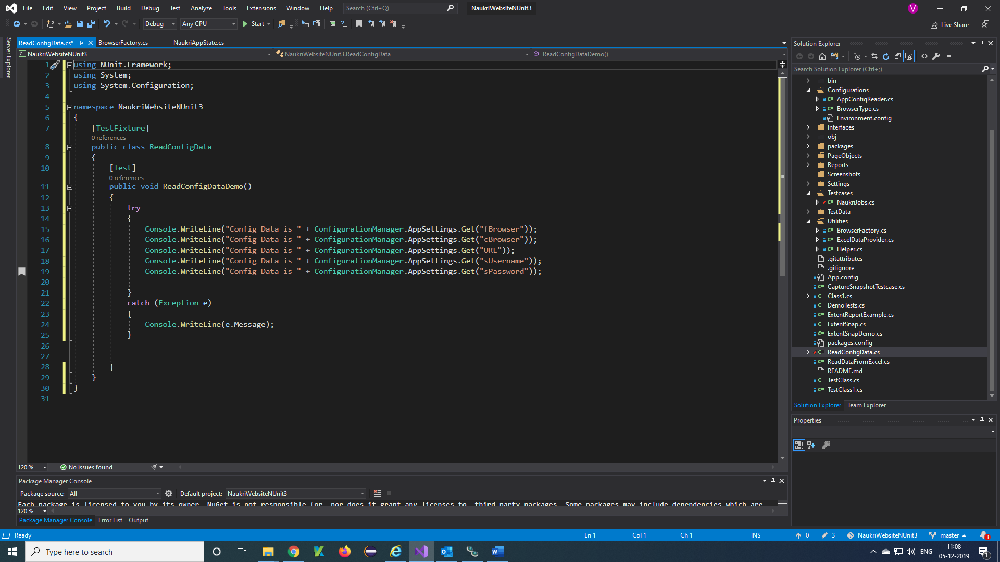 File Edit View Project Build Debug Test Analyze Tools Extensions Window Help Search (Ctrl+Q) NaukriWebsiteNUnit3 V
Debug Any CPU Start Live Share
Server Explorer
ReadConfigData.cs* BrowserFactory.cs NaukriAppState.cs
NaukriWebsiteNUnit3 NaukriWebsiteNUnit3.ReadConfigData ReadConfigDataDemo()
1 using NUnit.Framework;
2 using System;
3 using System.Configuration;
4
5 namespace NaukriWebsiteNUnit3
6 {
7 [TestFixture]
0 references
8 public class ReadConfigData
9 {
10 [Test]
0 references
11 public void ReadConfigDataDemo()
12 {
13 try
14 {
15 Console.WriteLine("Config Data is " + ConfigurationManager.AppSettings.Get("fBrowser"));
16 Console.WriteLine("Config Data is " + ConfigurationManager.AppSettings.Get("cBrowser"));
17 Console.WriteLine("Config Data is " + ConfigurationManager.AppSettings.Get("URL"));
18 Console.WriteLine("Config Data is " + ConfigurationManager.AppSettings.Get("sUsername"));
19 Console.WriteLine("Config Data is " + ConfigurationManager.AppSettings.Get("sPassword"));
20
21 }
22 catch (Exception e)
23 {
24 Console.WriteLine(e.Message);
25 }
26
27
28 }
29 }
30 }
31
120 % No issues found
Package Manager Console
Package source: All Default project: NaukriWebsiteNUnit3
Each package is licensed to you by its owner. NuGet is not responsible for, nor does it grant any licenses to, third-party packages. Some packages may include dependencies which are
120 %
Package Manager Console Error List Output
Solution Explorer
Search Solution Explorer (Ctrl+;)
bin
Configurations
C# AppConfigReader.cs
C# BrowserType.cs
Environment.config
Interfaces
obj
packages
PageObjects
Reports
Screenshots
Settings
Testcases
C# NaukriJobs.cs
TestData
Utilities
C# BrowserFactory.cs
C# ExcelDataProvider.cs
C# Helper.cs
.gitattributes
.gitignore
App.config
C# CaptureSnapshotTestcase.cs
C# Class1.cs
C# DemoTests.cs
C# ExtentReportExample.cs
C# ExtentSnap.cs
C# ExtentSnapDemo.cs
packages.config
C# ReadConfigData.cs
C# ReadDataFromExcel.cs
README.md
C# TestClass.cs
C# TestClass1.cs
Solution Explorer Team Explorer
Properties
Ready Ln 1 Col 1 Ch 1 INS 0 3 NaukriWebsiteNUnit3 master 3
Type here to search ENG 11:08
05-12-2019 1